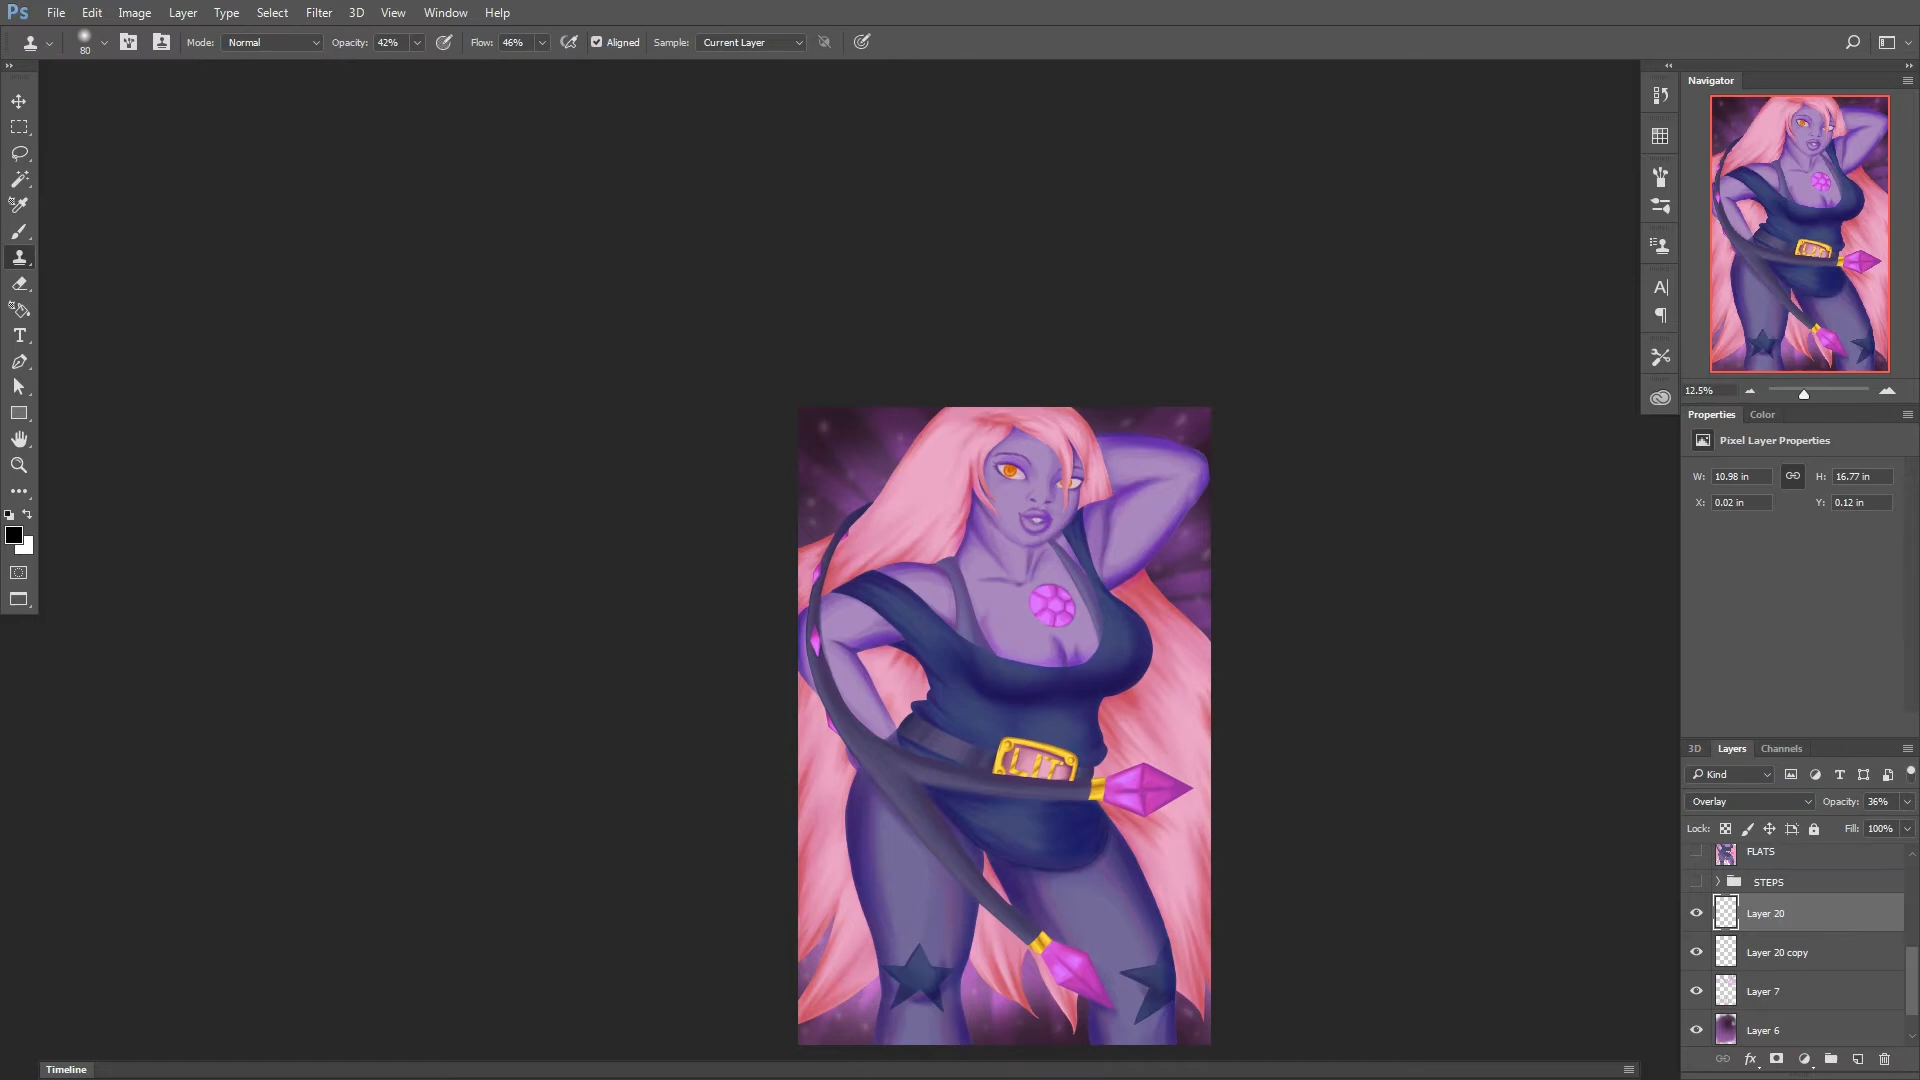 Ps File Edit Image Layer Type Select Filter 3D View Window Help
80 Mode: Normal Opacity: 42% Flow: 46% Aligned Sample: Current Layer
Navigator
12.5%
Properties Color
Pixel Layer Properties
W: 10.98 in H: 16.77 in
X: 0.02 in Y: 0.12 in
LIT
3D Layers Channels
Kind
Overlay Opacity: 36%
Lock: Fill: 100%
FLATS
STEPS
Layer 20
Layer 20 copy
Layer 7
Layer 6
Timeline